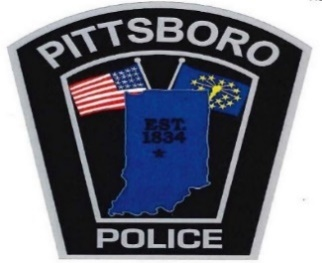 PITTSBORO
EST.
1834
POLICE